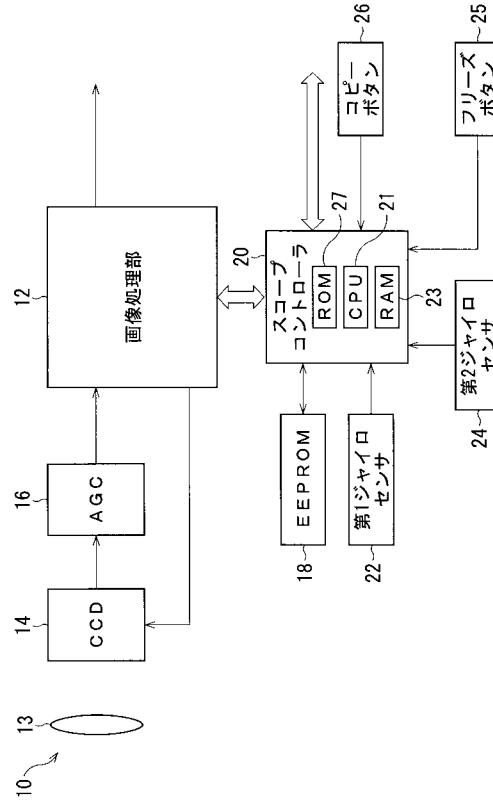 10
13
14
CCD
16
AGC
12
画像処理部
18
EEPROM
22
第1ジャイロ
センサ
20
スコープ
コントローラ
ROM
27
CPU
21
RAM
23
24
第2ジャイロ
センサ
コピー
ボタン
26
フリーズ
ボタン
25